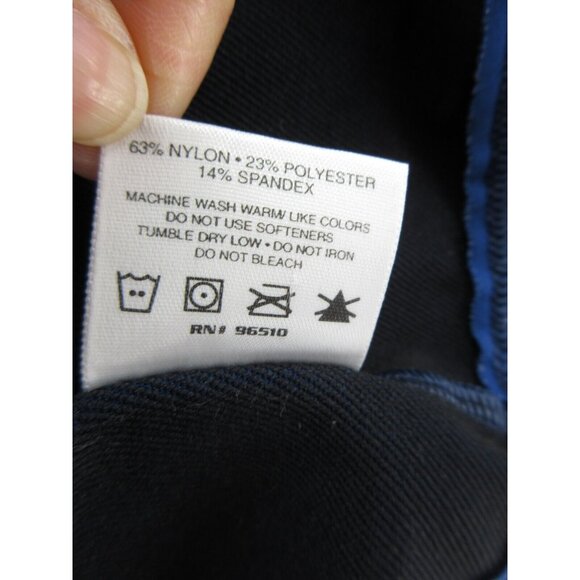 63% NYLON • 23% POLYESTER
14% SPANDEX
MACHINE WASH WARM LIKE COLORS
DO NOT USE SOFTENERS
TUMBLE DRY LOW • DO NOT IRON
DO NOT BLEACH
RN# 96510